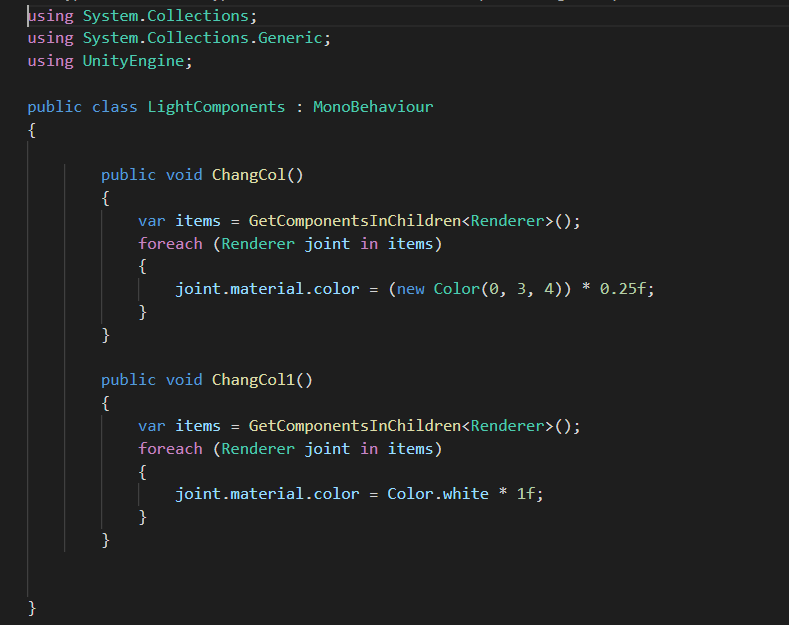 using System.Collections;
using System.Collections.Generic;
using UnityEngine;
public class LightComponents : MonoBehaviour
{
public void ChangCol()
{
var items = GetComponentsInChildren<Renderer>();
foreach (Renderer joint in items)
{
joint.material.color = (new Color(0, 3, 4)) * 0.25f;
}
}
public void ChangCol1()
{
var items = GetComponentsInChildren<Renderer>();
foreach (Renderer joint in items)
{
joint.material.color = Color.white * 1f;
}
}
}